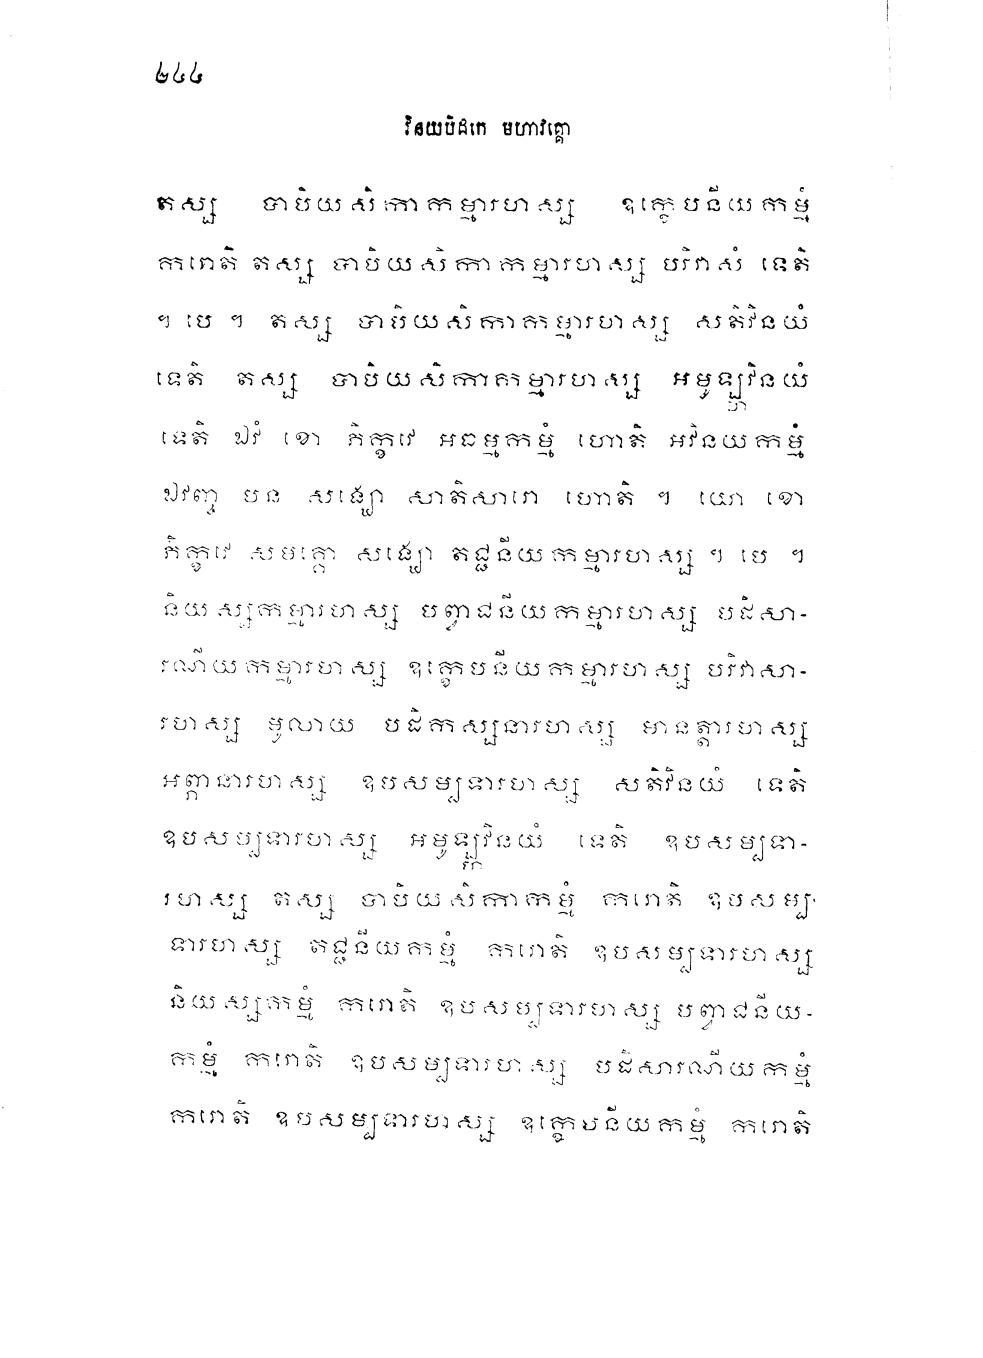 ២៤៤
វិនយបិដកេ មហាវគ្គោ
តស្ស បាបិយសិកាកម្មារហស្ស ឧក្ខេបនីយកម្មំ
ករោតិ តស្ស បាបិយសិកាកម្មារហស្ស បរិវាសំ ទេតិ
។ បេ ។ តស្ស បាបិយសិកាកម្មារហស្ស សតិវិនយំ
ទេតិ តស្ស បាបិយសិកាកម្មារហស្ស អមូឡ្ហវិនយំ
ទេតិ ឯវំ ខោ ភិក្ខវេ អធម្មកម្មំ ហោតិ អវិនយកម្មំ
ឯវញ្ច បន សង្ឃោ សាតិសារោ ហោតិ ។ យោ ខោ
ភិក្ខវេ សមគ្គោ សង្ឃោ តជ្ជនីយកម្មារហស្ស ។ បេ ។
និយស្សកម្មារហស្ស បញ្វជនីយកម្មារហស្ស បដិសា-
រណីយកម្មារហស្ស ឧក្ខេបនីយកម្មារហស្ស បរិវាសា-
រហស្ស មូលាយ បដិកស្សនារហស្ស មានត្តារហស្ស
អព្ភានារហស្ស ឧបសម្បទារហស្ស សតិវិនយំ ទេតិ
ឧបសម្បទារហស្ស អមូឡ្ហវិនយំ ទេតិ ឧបសម្បទា-
រហស្ស តស្ស បាបិយសិកាកម្មំ ករោតិ ឧបសម្ប-
ទារហស្ស តជ្ជនីយកម្មំ ករោតិ ឧបសម្បទារហស្ស
និយស្សកម្មំ ករោតិ ឧបសម្បទារហស្ស បព្វាជនីយ-
កម្មំ ករោតិ ឧបសម្បទារហស្ស បដិសារណីយកម្មំ
ករោតិ ឧបសម្បទារហស្ស ឧក្ខេបនីយកម្មំ ករោតិ